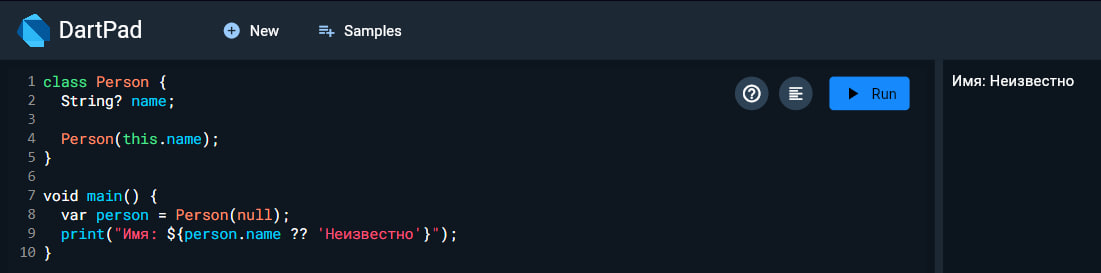 DartPad
New
Samples
Run
1 class Person {
2   String? name;
3
4   Person(this.name);
5 }
6
7 void main() {
8   var person = Person(null);
9   print("Имя: ${person.name ?? 'Неизвестно'}");
10 }
Имя: Неизвестно